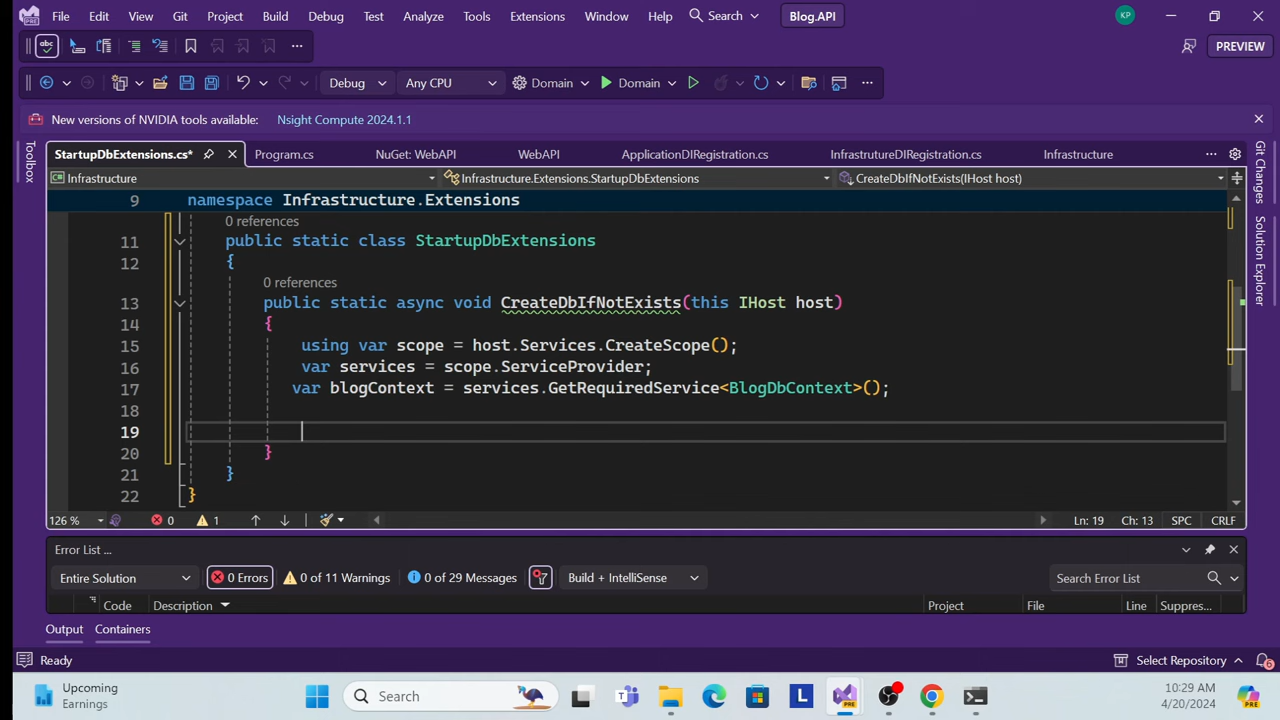 File Edit View Git Project Build Debug Test Analyze Tools Extensions Window Help Search Blog.API KP
PREVIEW
Debug Any CPU Domain Domain
New versions of NVIDIA tools available: Nsight Compute 2024.1.1
Toolbox
StartupDbExtensions.cs* Program.cs NuGet: WebAPI WebAPI ApplicationDIRegistration.cs InfrastrutureDIRegistration.cs Infrastructure
Infrastructure Infrastructure.Extensions.StartupDbExtensions CreateDbIfNotExists(IHost host)
9 namespace Infrastructure.Extensions
0 references
11 public static class StartupDbExtensions
12 {
0 references
13 public static async void CreateDbIfNotExists(this IHost host)
14 {
15 using var scope = host.Services.CreateScope();
16 var services = scope.ServiceProvider;
17 var blogContext = services.GetRequiredService<BlogDbContext>();
18
19
20 }
21 }
22 }
Git Changes
Solution Explorer
126 % 0 1 Ln: 19 Ch: 13 SPC CRLF
Error List ...
Entire Solution 0 Errors 0 of 11 Warnings 0 of 29 Messages Build + IntelliSense Search Error List
Code Description Project File Line Suppres...
Output Containers
Ready Select Repository 6
Upcoming
Earnings
Search
PRE
L
PRE
10:29 AM
4/20/2024